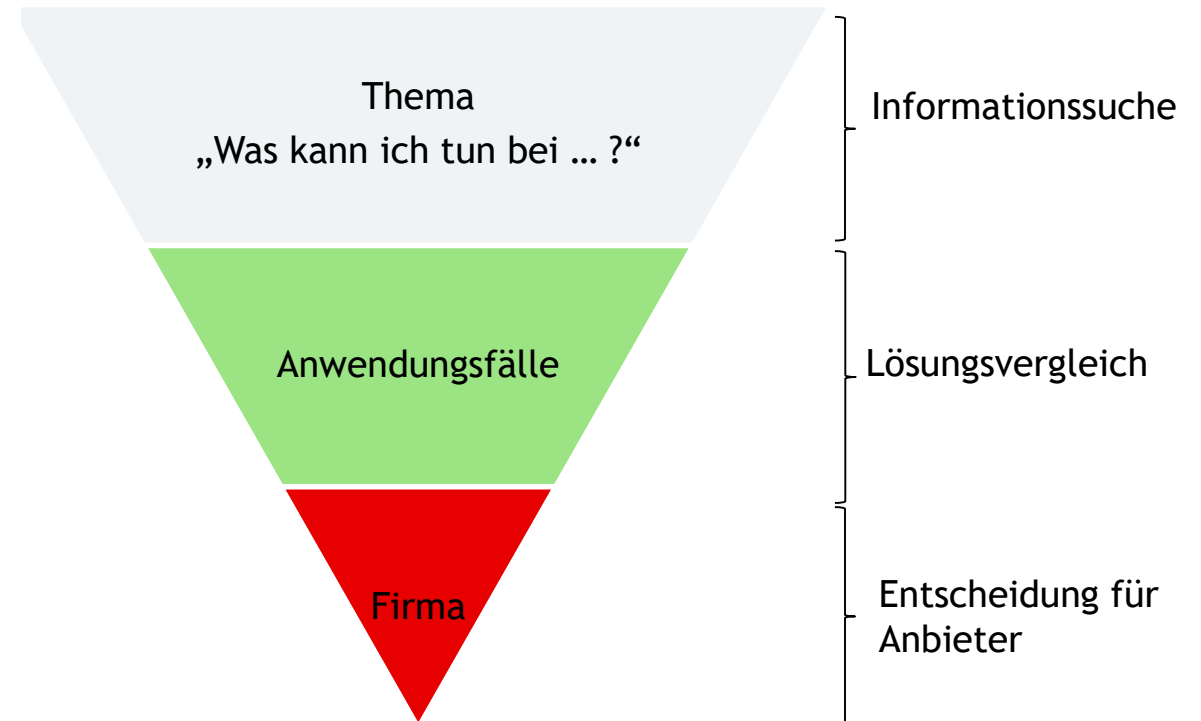 Thema
„Was kann ich tun bei … ?“
Informationssuche
Anwendungsfälle
Lösungsvergleich
Firma
Entscheidung für
Anbieter